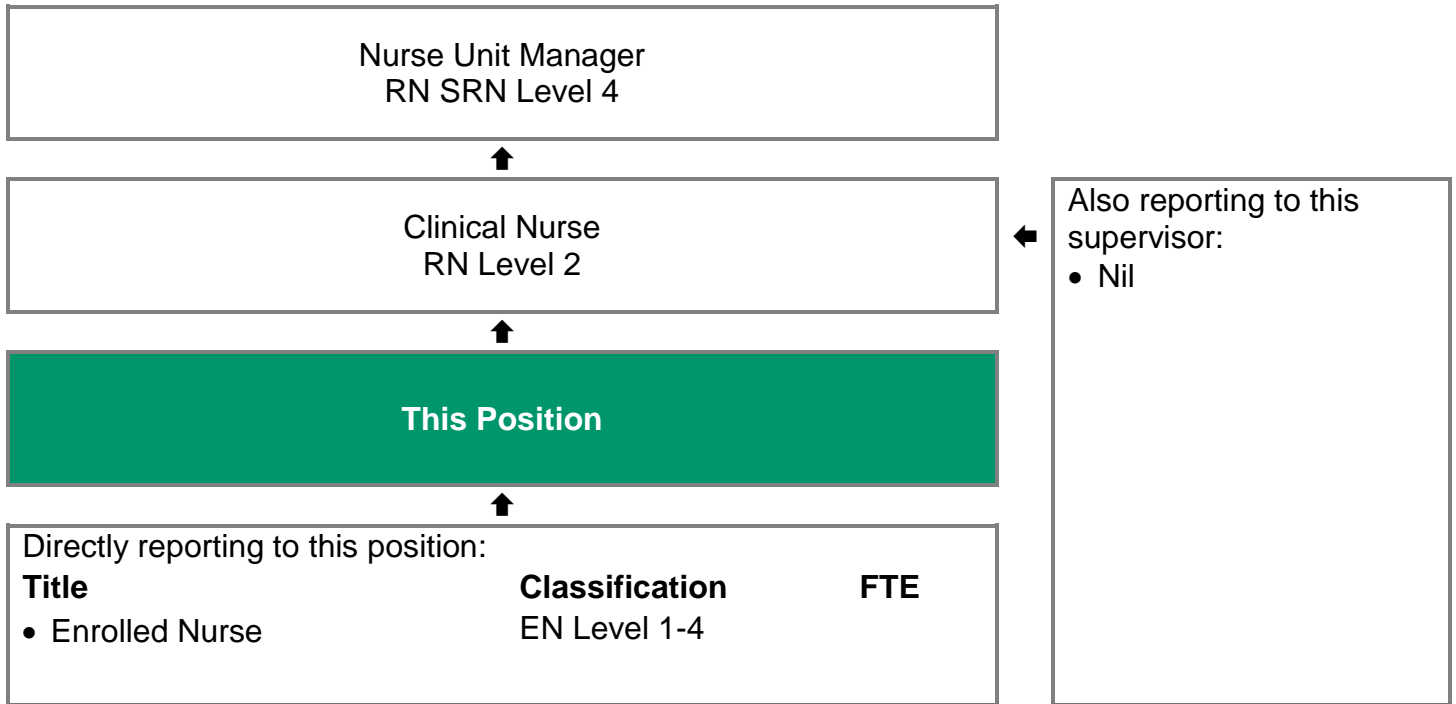 Nurse Unit Manager
RN SRN Level 4
Clinical Nurse
RN Level 2
Also reporting to this
supervisor:
• Nil
This Position
Directly reporting to this position:
Title Classification FTE
• Enrolled Nurse EN Level 1-4